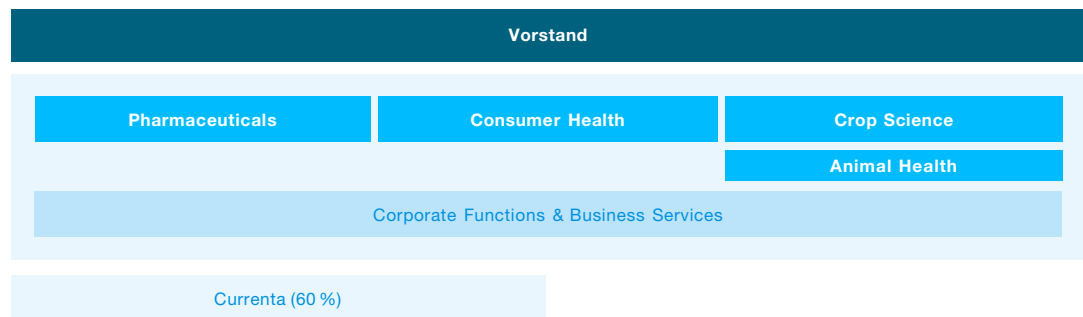 Vorstand
Pharmaceuticals
Consumer Health
Crop Science
Animal Health
Corporate Functions & Business Services
Currenta (60 %)